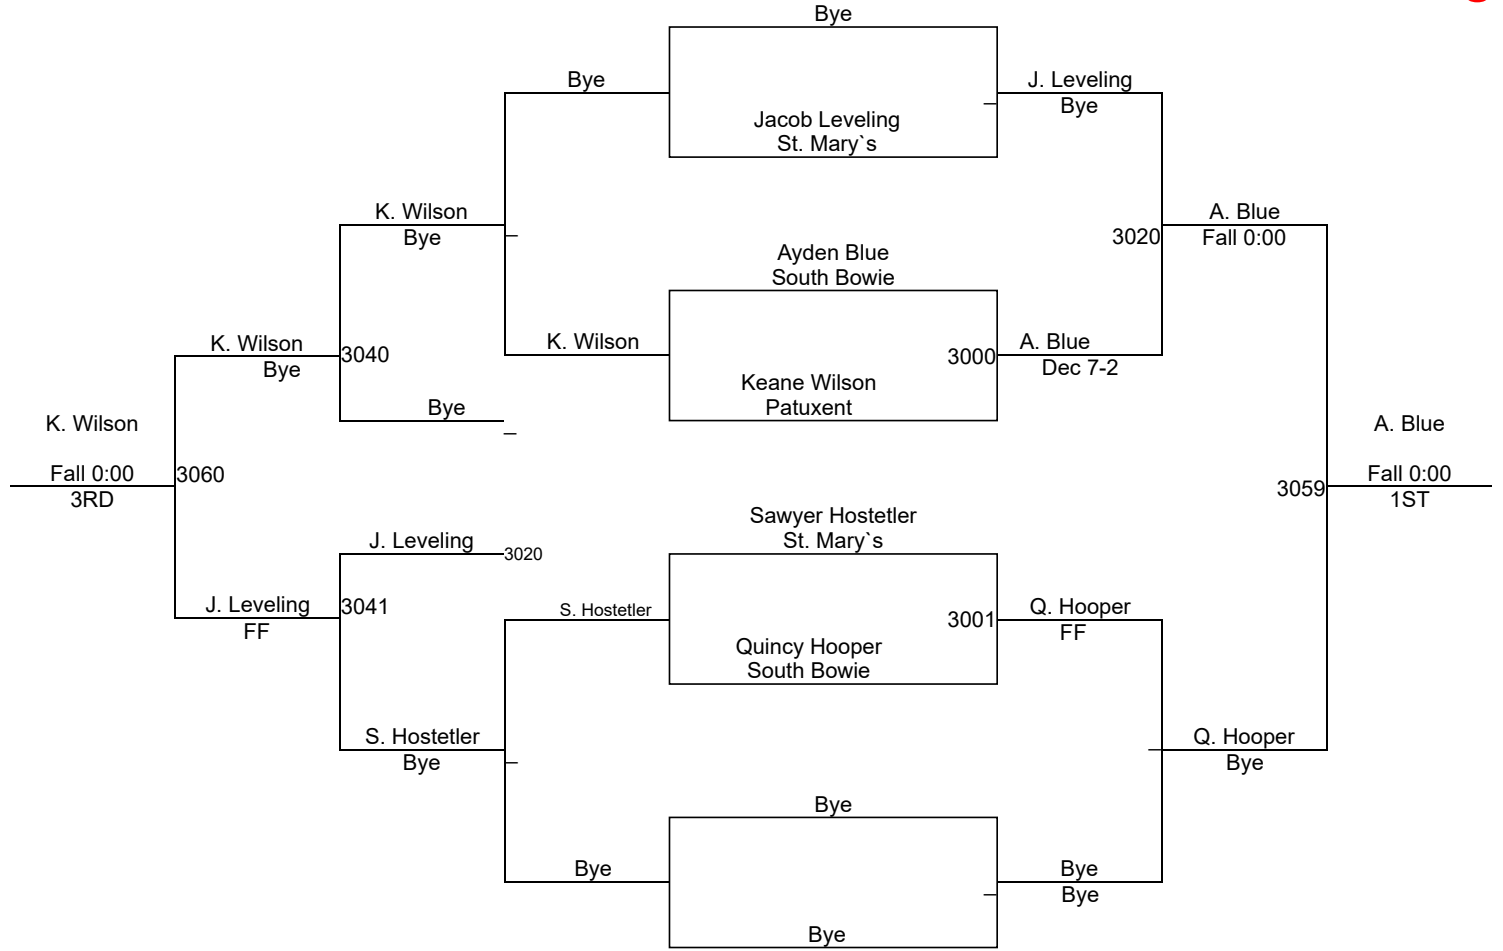 Bye
Bye
J. Leveling
Bye
Jacob Leveling
St. Mary`s
K. Wilson
Bye
A. Blue
Fall 0:00
3020
Ayden Blue
South Bowie
K. Wilson
Bye
3040
K. Wilson
3000
A. Blue
Dec 7-2
Keane Wilson
Patuxent
Bye
K. Wilson
A. Blue
Fall 0:00
3RD
3060
3059
Fall 0:00
1ST
Sawyer Hostetler
St. Mary`s
J. Leveling
3020
J. Leveling
FF
3041
S. Hostetler
3001
Q. Hooper
FF
Quincy Hooper
South Bowie
S. Hostetler
Bye
Q. Hooper
Bye
Bye
Bye
Bye
Bye
Bye